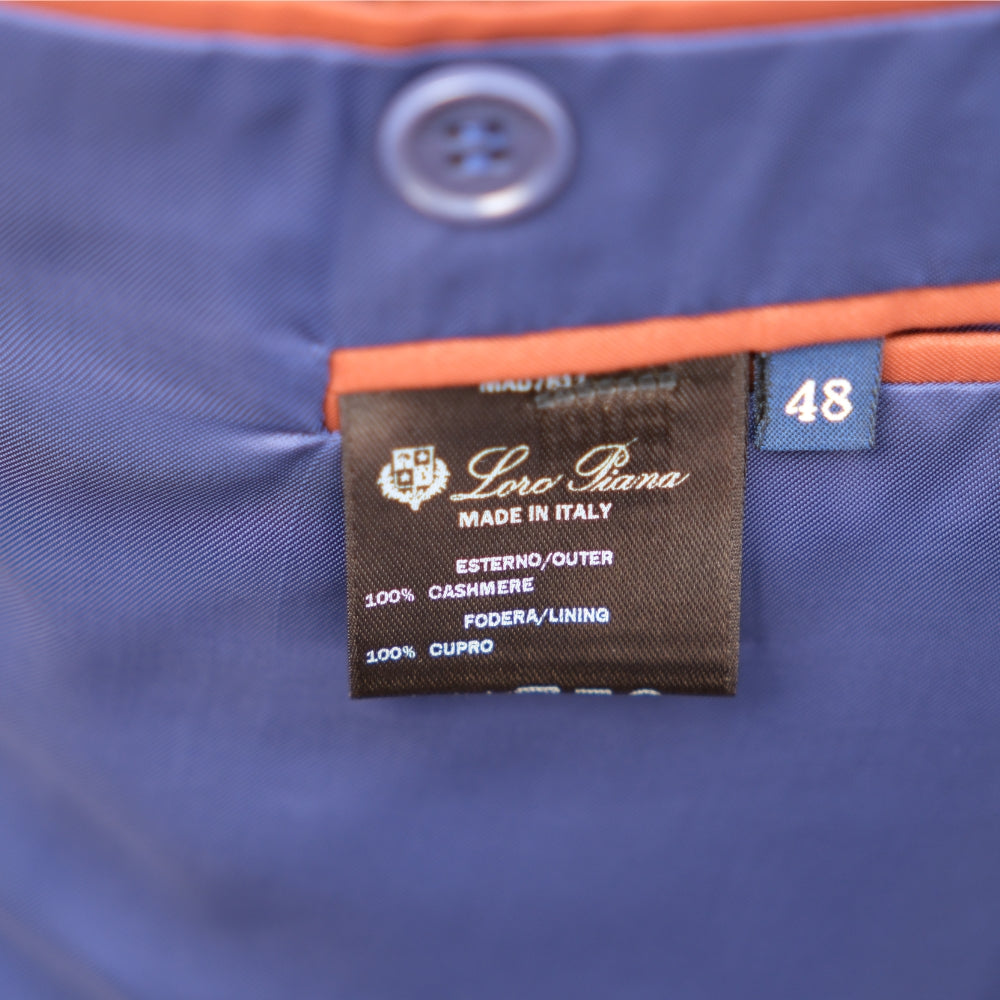 48
Loro Piana
MADE IN ITALY
ESTERNO/OUTER
100% CASHMERE
FODERA/LINING
100% CUPRO